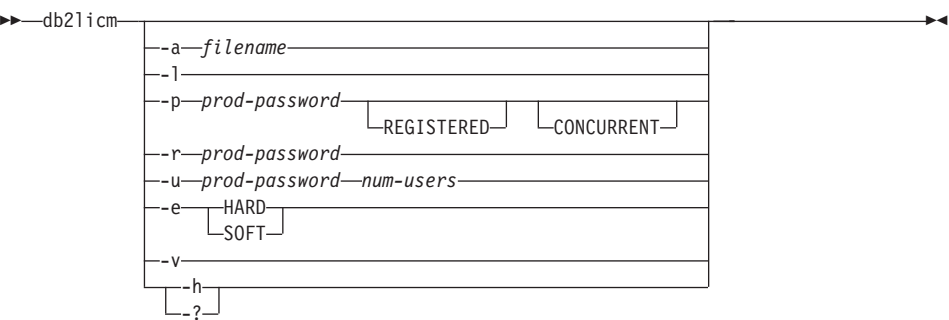 db2licm
-a filename
-l
-p prod-password REGISTERED CONCURRENT
-r prod-password
-u prod-password num-users
-e HARD
SOFT
-v
-h
-?